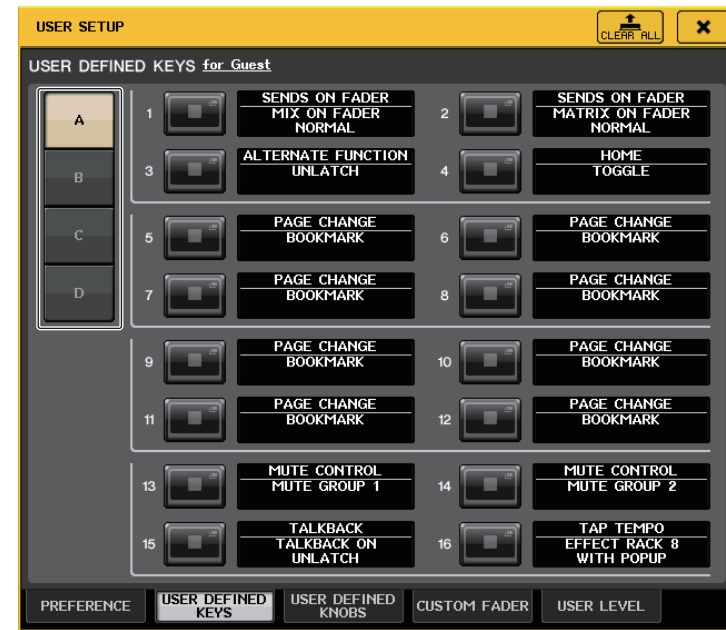 USER SETUP
CLEAR ALL
USER DEFINED KEYS for Guest
A
B
C
D
1
SENDS ON FADER
MIX ON FADER
NORMAL
2
SENDS ON FADER
MATRIX ON FADER
NORMAL
3
ALTERNATE FUNCTION
UNLATCH
4
HOME
TOGGLE
5
PAGE CHANGE
BOOKMARK
6
PAGE CHANGE
BOOKMARK
7
PAGE CHANGE
BOOKMARK
8
PAGE CHANGE
BOOKMARK
9
PAGE CHANGE
BOOKMARK
10
PAGE CHANGE
BOOKMARK
11
PAGE CHANGE
BOOKMARK
12
PAGE CHANGE
BOOKMARK
13
MUTE CONTROL
MUTE GROUP 1
14
MUTE CONTROL
MUTE GROUP 2
15
TALKBACK
TALKBACK ON
UNLATCH
16
TAP TEMPO
EFFECT RACK 8
WITH POPUP
PREFERENCE
USER DEFINED
KEYS
USER DEFINED
KNOBS
CUSTOM FADER
USER LEVEL